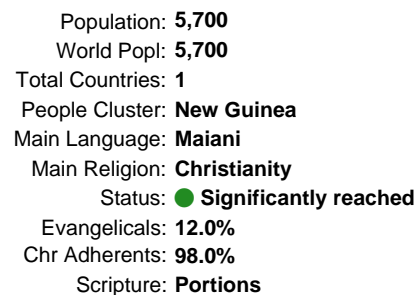 Population: 5,700
World Popl: 5,700
Total Countries: 1
People Cluster: New Guinea
Main Language: Maiani
Main Religion: Christianity
Status: Significantly reached
Evangelicals: 12.0%
Chr Adherents: 98.0%
Scripture: Portions